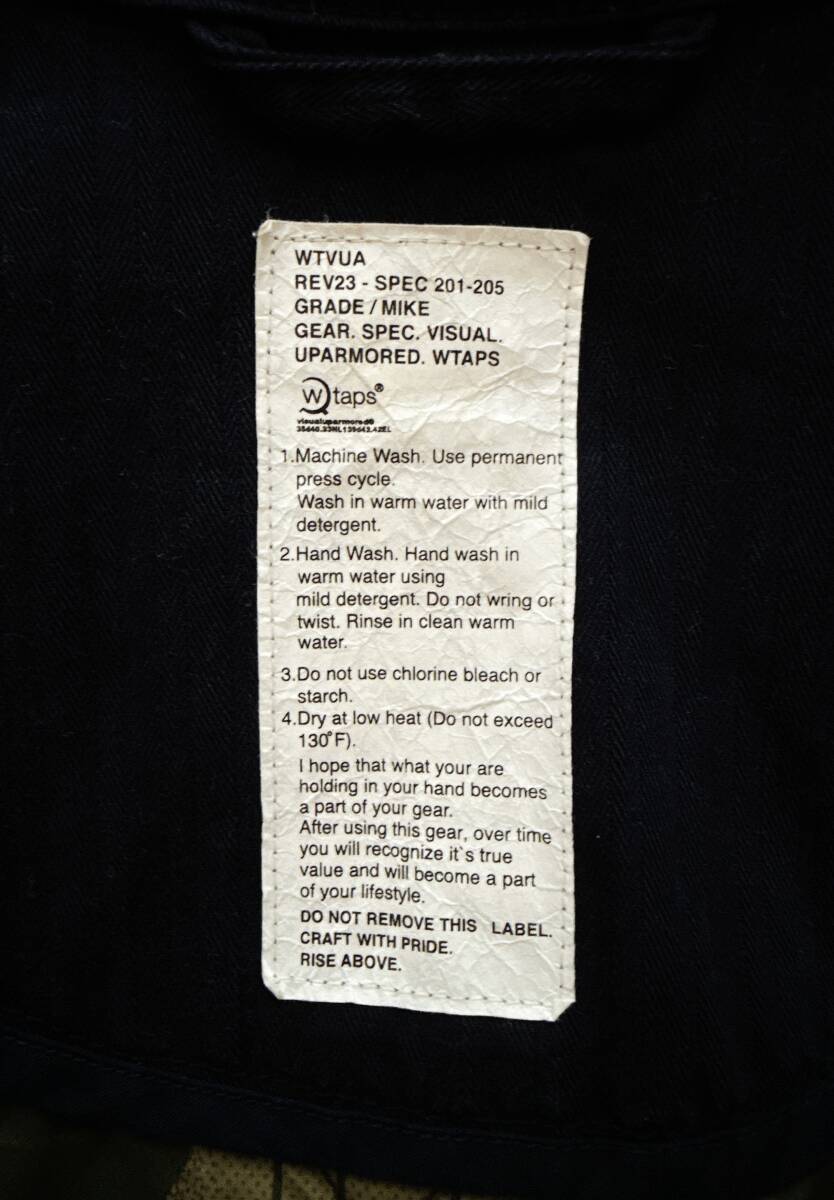 WTVUA
REV23 - SPEC 201-205
GRADE / MIKE
GEAR. SPEC. VISUAL.
UPARMORED. WTAPS
Wtaps®
visualuparmored®
1.Machine Wash. Use permanent
press cycle.
Wash in warm water with mild
detergent.
2.Hand Wash. Hand wash in
warm water using
mild detergent. Do not wring or
twist. Rinse in clean warm
water.
3.Do not use chlorine bleach or
starch.
4.Dry at low heat (Do not exceed
130°F).
I hope that what your are
holding in your hand becomes
a part of your gear.
After using this gear, over time
you will recognize it`s true
value and will become a part
of your lifestyle.
DO NOT REMOVE THIS LABEL.
CRAFT WITH PRIDE.
RISE ABOVE.